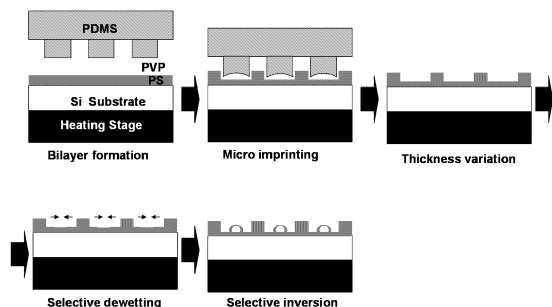 PDMS
PVP
PS
Si Substrate
Heating Stage
Bilayer formation
Micro imprinting
Thickness variation
Selective dewetting
Selective inversion